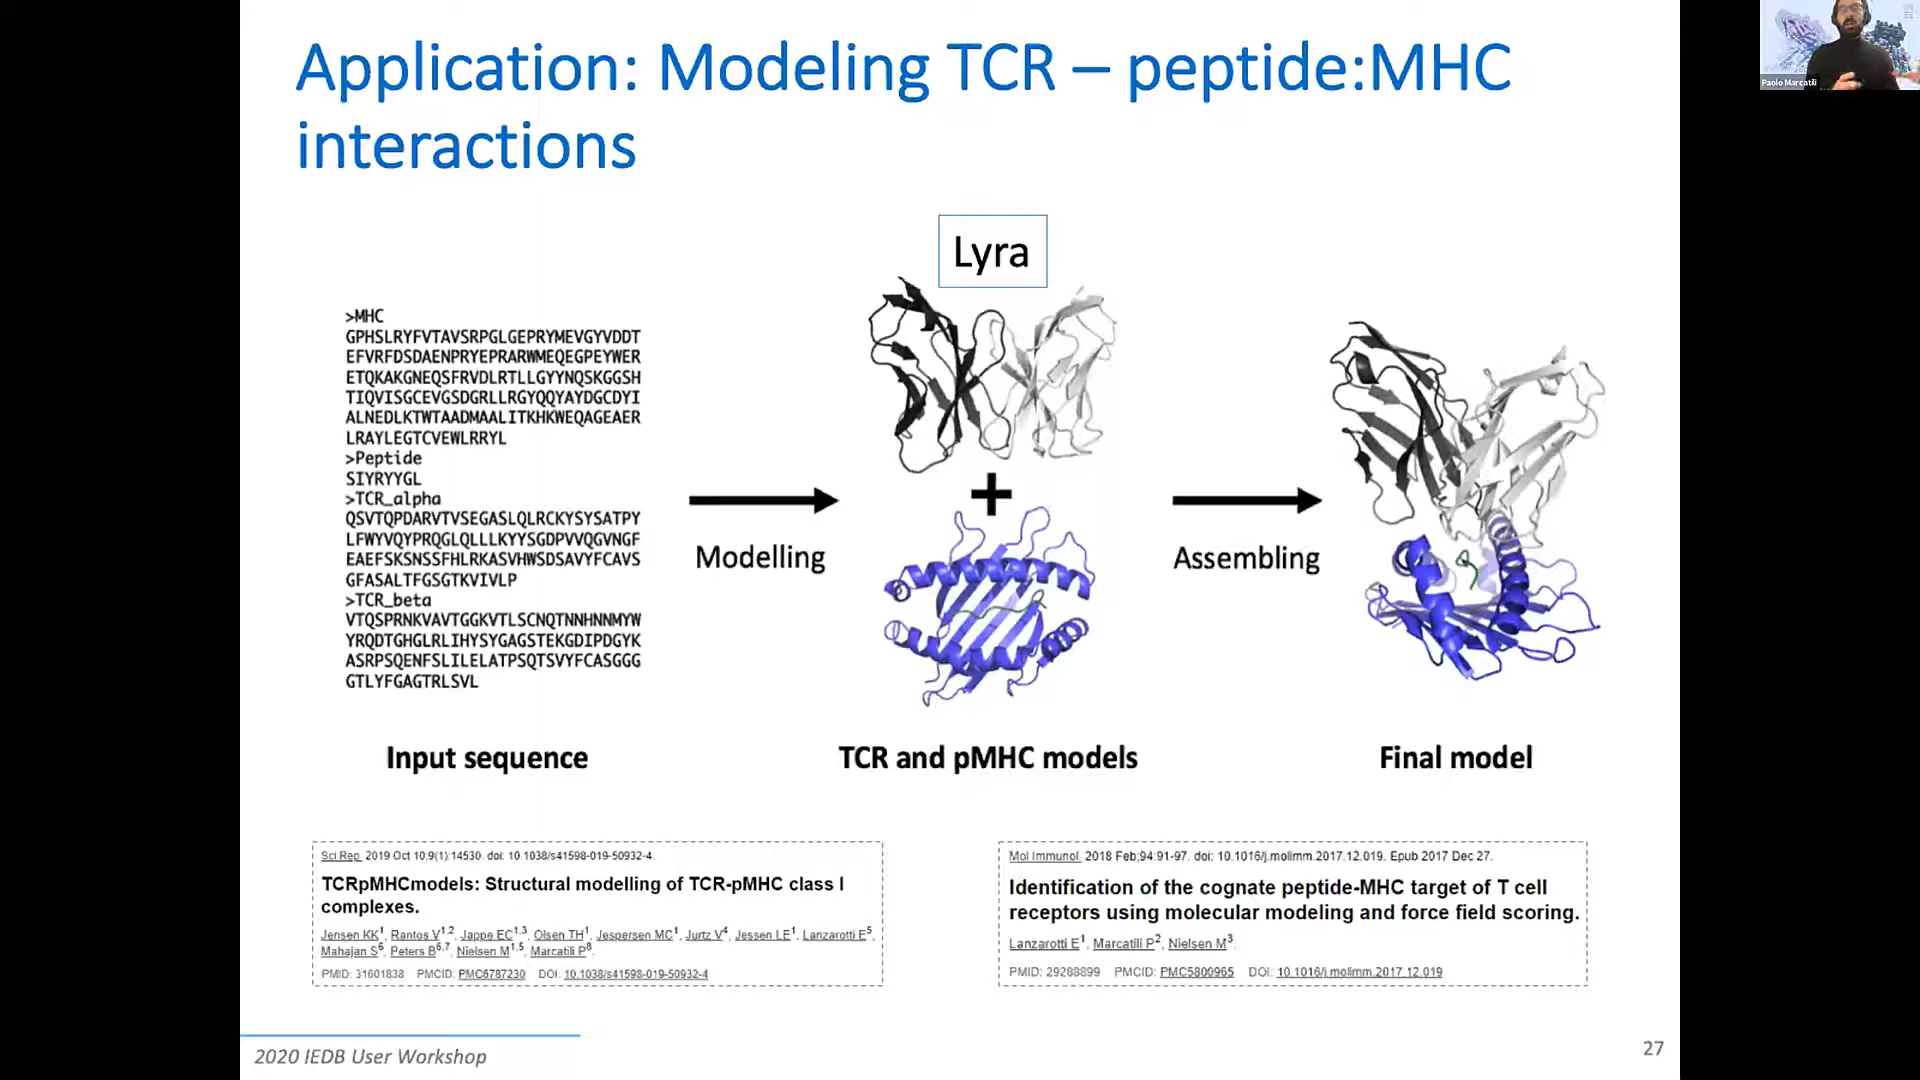 Application: Modeling TCR – peptide:MHC
interactions
Paolo Marcatili
Lyra
>MHC
GPHSLRYFVTAVSRPGLGEPRYMEVGYVDDT
EFVRFDSDAENPRYEPRARWMEQEGPEYWER
ETQKAKGNEQSFRVDLRTLLGYYNQSKGGSH
TIQVISGCEVGSDGRLLRGYQQYAYDGCDYI
ALNEDLKTWTAADMAALITKHKWEQAGEAER
LRAYLEGTCVEWLRRYL
>Peptide
SIYRYYGL
>TCR_alpha
QSVTQPDARVTVSEGASLQLRCKYSYSATPY
LFWYVQYPRQGLQLLLKYYSGDPVVQGVNGF
EAEFSKSNSSFHLRKASVHWSDSAVYFCAVS
GFASALTFGSGTKVIVLP
>TCR_beta
VTQSPRNKVAVTGGKVTLSCNQTNNHNNMYW
YRQDTGHGLRLIHYSYGAGSTEKGDIPDGYK
ASRPSQENFSLILELATPSQTSVYFCASGGG
GTLYFGAGTRLSVL
Modelling
+
Assembling
Input sequence
TCR and pMHC models
Final model
Sci Rep. 2019 Oct 10;9(1):14530. doi: 10.1038/s41598-019-50932-4.
TCRpMHCmodels: Structural modelling of TCR-pMHC class I
complexes.
Jensen KK1, Rantos V1,2, Jappe EC1,3, Olsen TH1, Jespersen MC1, Jurtz V4, Jessen LE1, Lanzarotti E5,
Mahajan S6, Peters B6,7, Nielsen M1,5, Marcatili P8.
PMID: 31601838 PMCID: PMC6787230 DOI: 10.1038/s41598-019-50932-4
Mol Immunol. 2018 Feb;94:91-97. doi: 10.1016/j.molimm.2017.12.019. Epub 2017 Dec 27.
Identification of the cognate peptide-MHC target of T cell
receptors using molecular modeling and force field scoring.
Lanzarotti E1, Marcatili P2, Nielsen M3.
PMID: 29288899 PMCID: PMC5800965 DOI: 10.1016/j.molimm.2017.12.019
2020 IEDB User Workshop
27